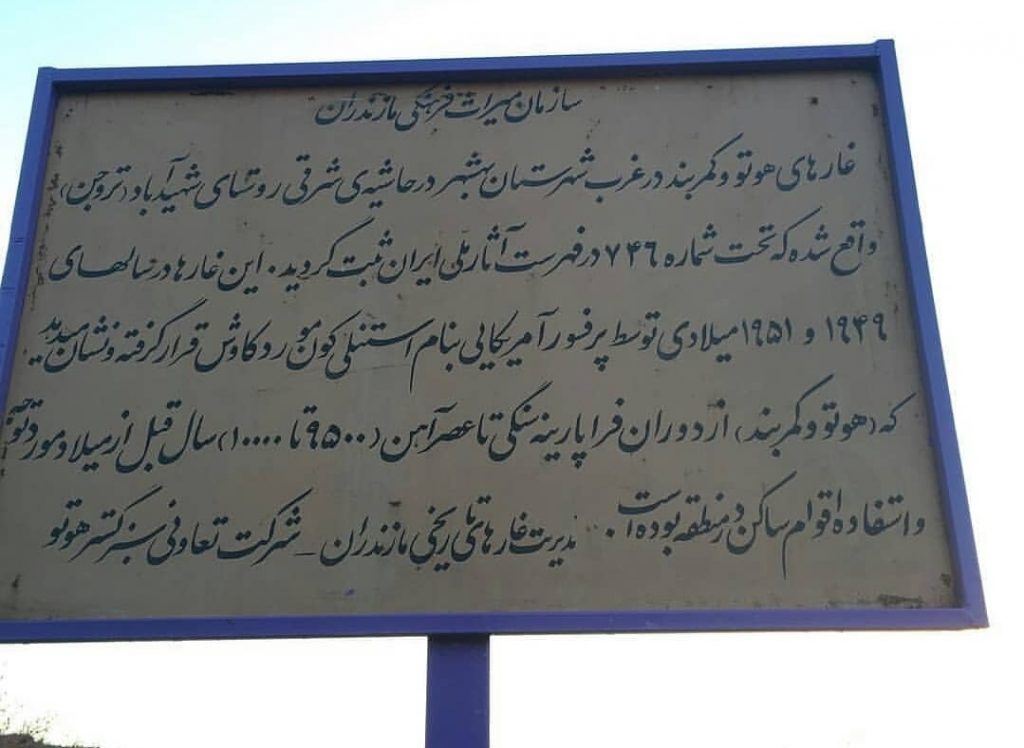 سازمان میراث فرهنگی مازندران
غارهای هوتو و کمربند در غرب شهرستان بهشهر در حاشیه‌ی شرقی روستای شهیدآباد (تروجن)
واقع شده که تحت شماره ۷۴۶ در فهرست آثار ملی ایران ثبت گردید. این غارها در سالهای
۱۹۴۹ و ۱۹۵۱ میلادی توسط پرفسور آمریکایی بنام استنلی کون مورد کاوش قرار گرفته و نشان میدهد
که (هوتو و کمربند) از دوران فراپارینه سنگی تا عصر آهن (۹۵۰۰ تا ۱۰۰۰۰) سال قبل از میلاد مورد توجه
و استفاده اقوام ساکن در منطقه بوده است. مدیریت غارهای تاریخی مازندران - شرکت تعاونی سبز گستر هوتو